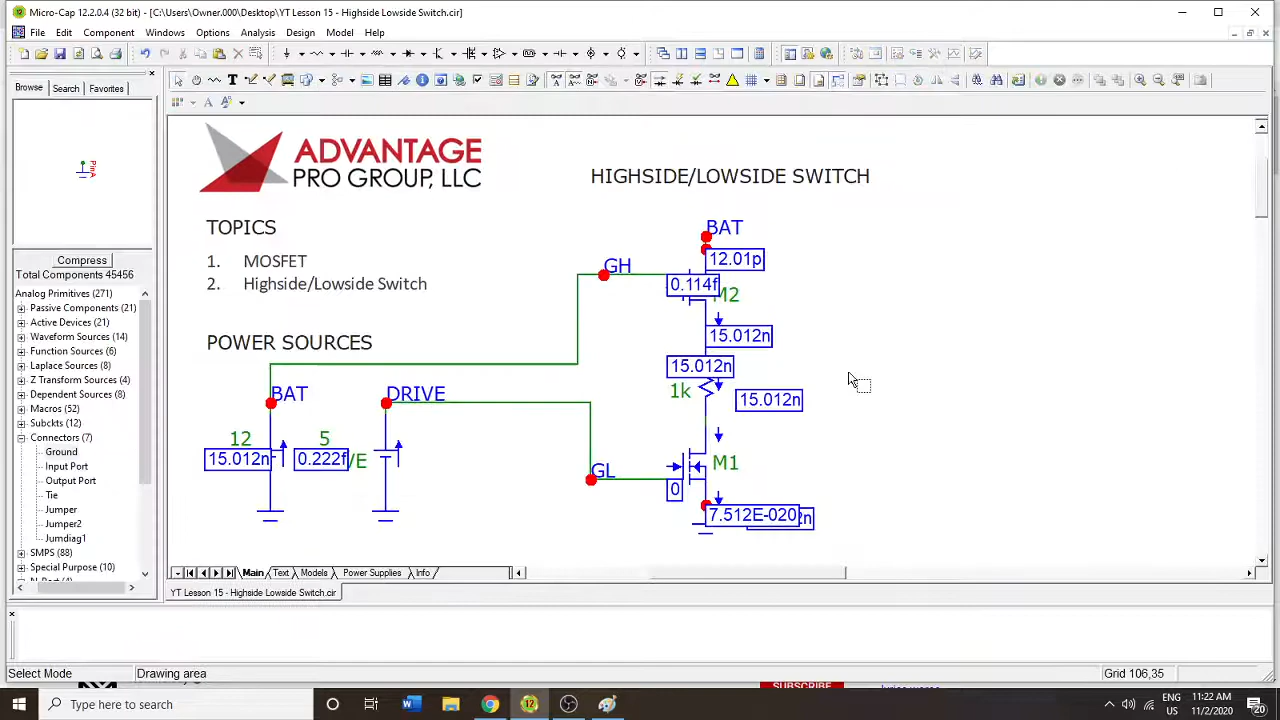 Micro-Cap 12.2.0.4 (32 bit) - [C:\Users\Owner.000\Desktop\YT Lesson 15 - Highside Lowside Switch.cir]
File Edit Component Windows Options Analysis Design Model Help
Browse Search Favorites
ADVANTAGE
PRO GROUP, LLC
HIGHSIDE/LOWSIDE SWITCH
TOPICS
1. MOSFET
2. Highside/Lowside Switch
POWER SOURCES
BAT
12
15.012n
DRIVE
5
0.222f
/E
GH
BAT
12.01p
0.114f
M2
15.012n
15.012n
1k
15.012n
GL
M1
0
7.512E-020
Compress
Total Components 45456
Analog Primitives (271)
Passive Components (21)
Active Devices (21)
Waveform Sources (14)
Function Sources (6)
Laplace Sources (8)
Z Transform Sources (4)
Dependent Sources (8)
Macros (52)
Subckts (12)
Connectors (7)
Ground
Input Port
Output Port
Tie
Jumper
Jumper2
Jumdiag1
SMPS (88)
Special Purpose (10)
Main Text Models Power Supplies Info
YT Lesson 15 - Highside Lowside Switch.cir
Select Mode Drawing area Grid 106,35
SUBSCRIBE
Type here to search
ENG
US
11:22 AM
11/2/2020
20